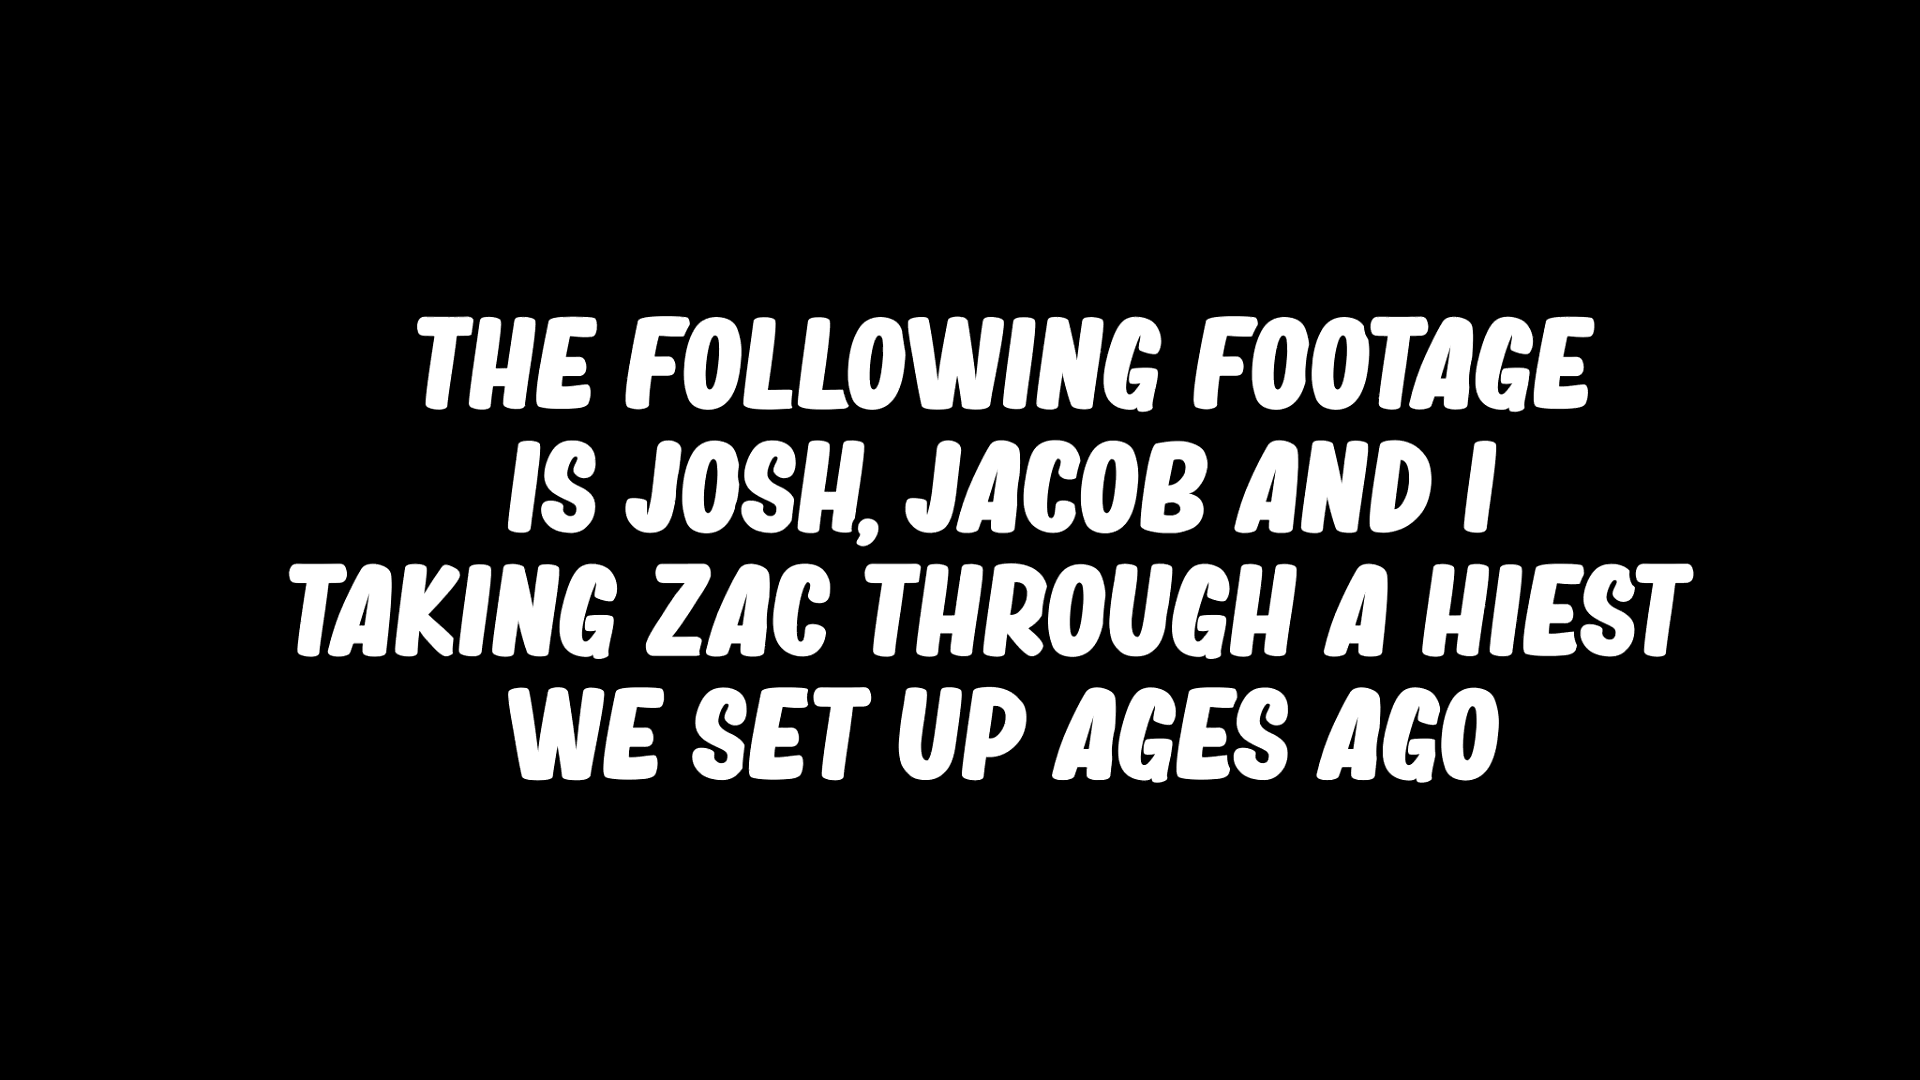 THE FOLLOWING FOOTAGE
IS JOSH, JACOB AND I
TAKING ZAC THROUGH A HIEST
WE SET UP AGES AGO